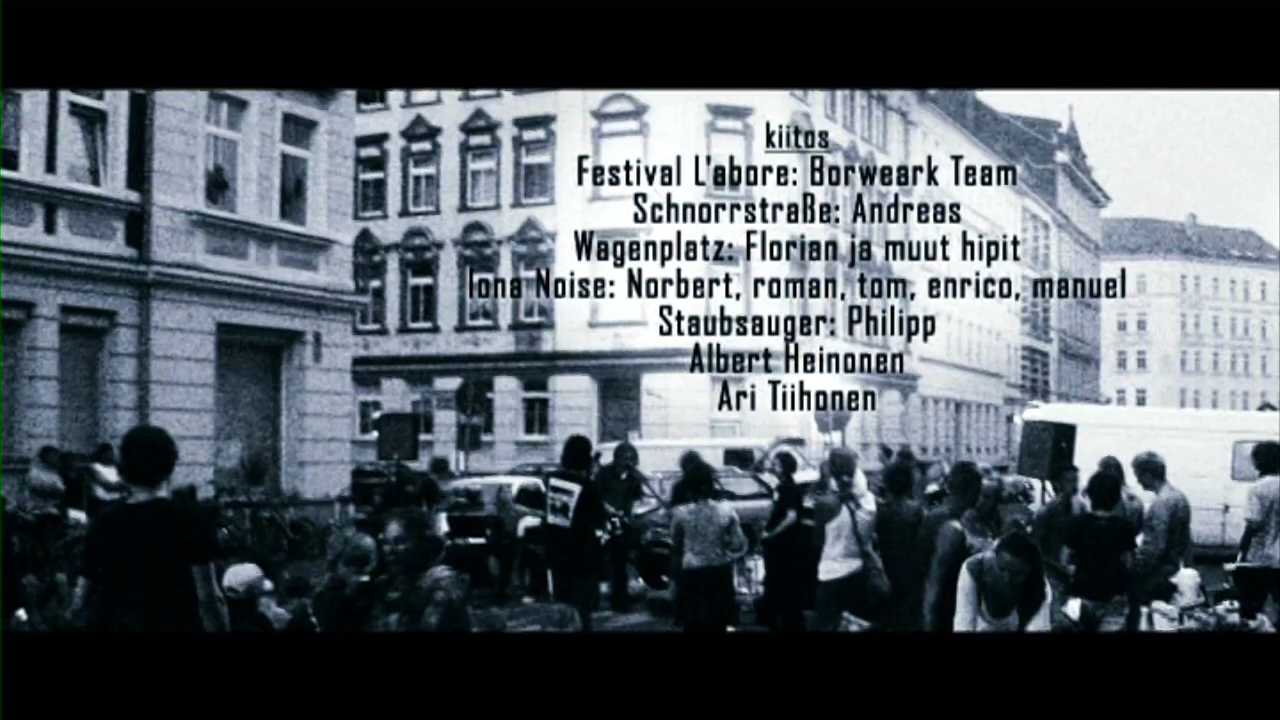 kiitos
Festival L'abore: Borweark Team
Schnorrstraße: Andreas
Wagenplatz: Florian ja muut hipit
Iona Noise: Norbert, roman, tom, enrico, manuel
Staubsauger: Philipp
Albert Heinonen
Ari Tiihonen